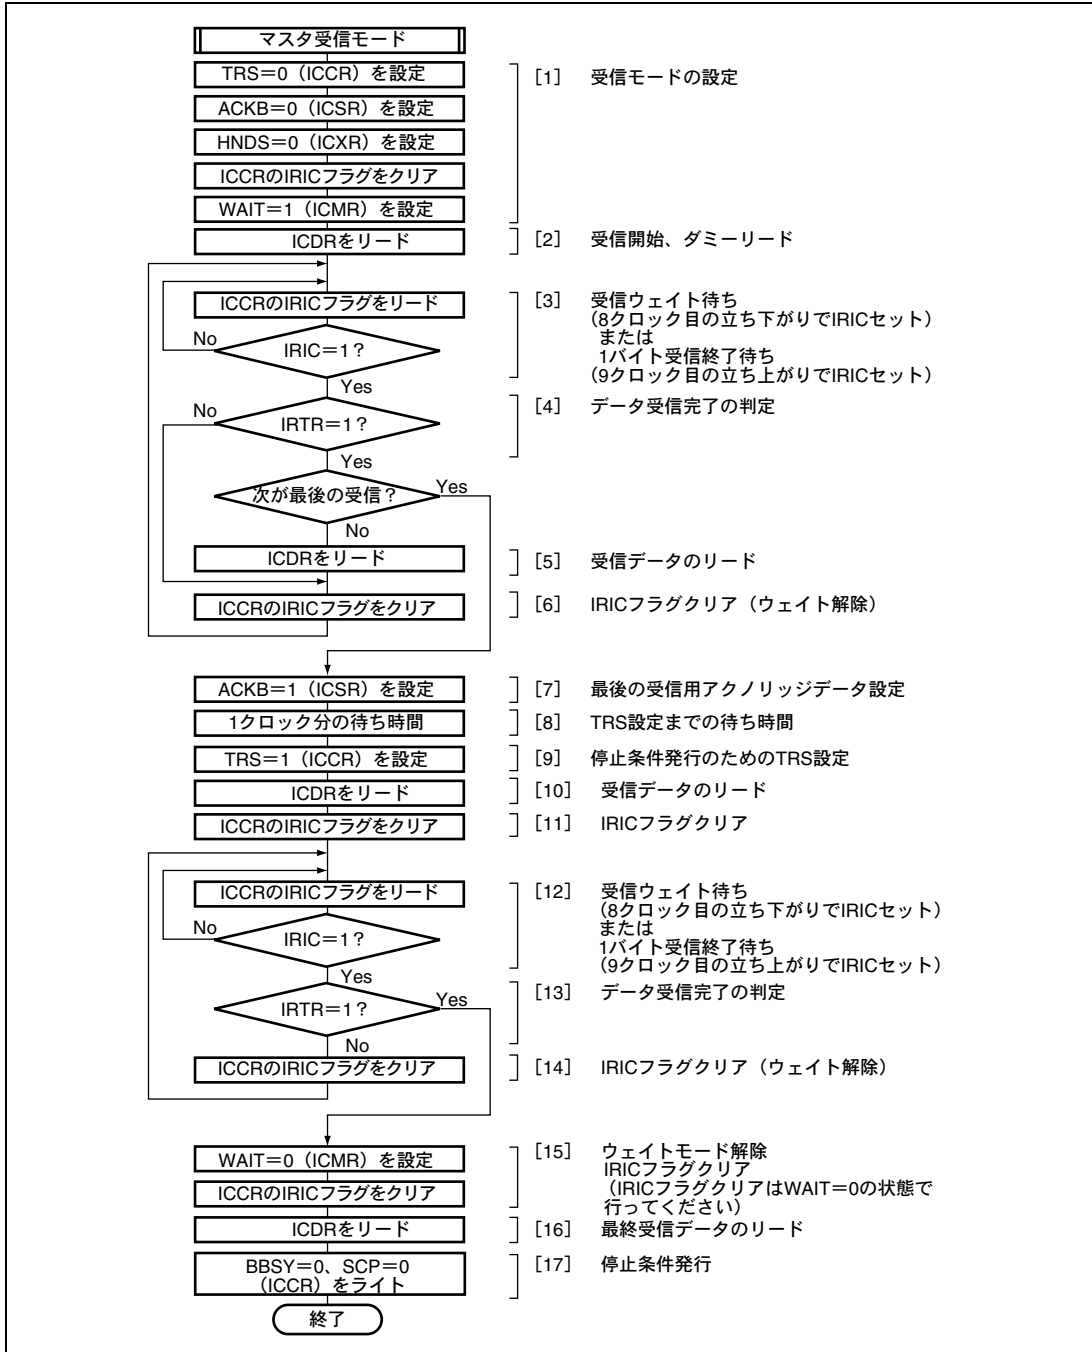 マスタ受信モード
TRS＝0（ICCR）を設定
[1] 受信モードの設定
ACKB＝0（ICSR）を設定
HNDS＝0（ICXR）を設定
ICCRのIRICフラグをクリア
WAIT＝1（ICMR）を設定
ICDRをリード
[2] 受信開始、ダミーリード
ICCRのIRICフラグをリード
[3] 受信ウェイト待ち
（8クロック目の立ち下がりでIRICセット）
または
1バイト受信終了待ち
（9クロック目の立ち上がりでIRICセット）
No
IRIC＝1？
Yes
[4] データ受信完了の判定
No
IRTR＝1？
Yes
次が最後の受信？
Yes
No
ICDRをリード
[5] 受信データのリード
ICCRのIRICフラグをクリア
[6] IRICフラグクリア（ウェイト解除）
ACKB＝1（ICSR）を設定
[7] 最後の受信用アクノリッジデータ設定
1クロック分の待ち時間
[8] TRS設定までの待ち時間
TRS＝1（ICCR）を設定
[9] 停止条件発行のためのTRS設定
ICDRをリード
[10] 受信データのリード
ICCRのIRICフラグをクリア
[11] IRICフラグクリア
ICCRのIRICフラグをリード
[12] 受信ウェイト待ち
（8クロック目の立ち下がりでIRICセット）
または
1バイト受信終了待ち
（9クロック目の立ち上がりでIRICセット）
No
IRIC＝1？
Yes
[13] データ受信完了の判定
IRTR＝1？
Yes
No
ICCRのIRICフラグをクリア
[14] IRICフラグクリア（ウェイト解除）
WAIT＝0（ICMR）を設定
[15] ウェイトモード解除
IRICフラグクリア
（IRICフラグクリアはWAIT＝0の状態で
行ってください）
ICCRのIRICフラグをクリア
ICDRをリード
[16] 最終受信データのリード
BBSY＝0、SCP＝0
（ICCR）をライト
[17] 停止条件発行
終了